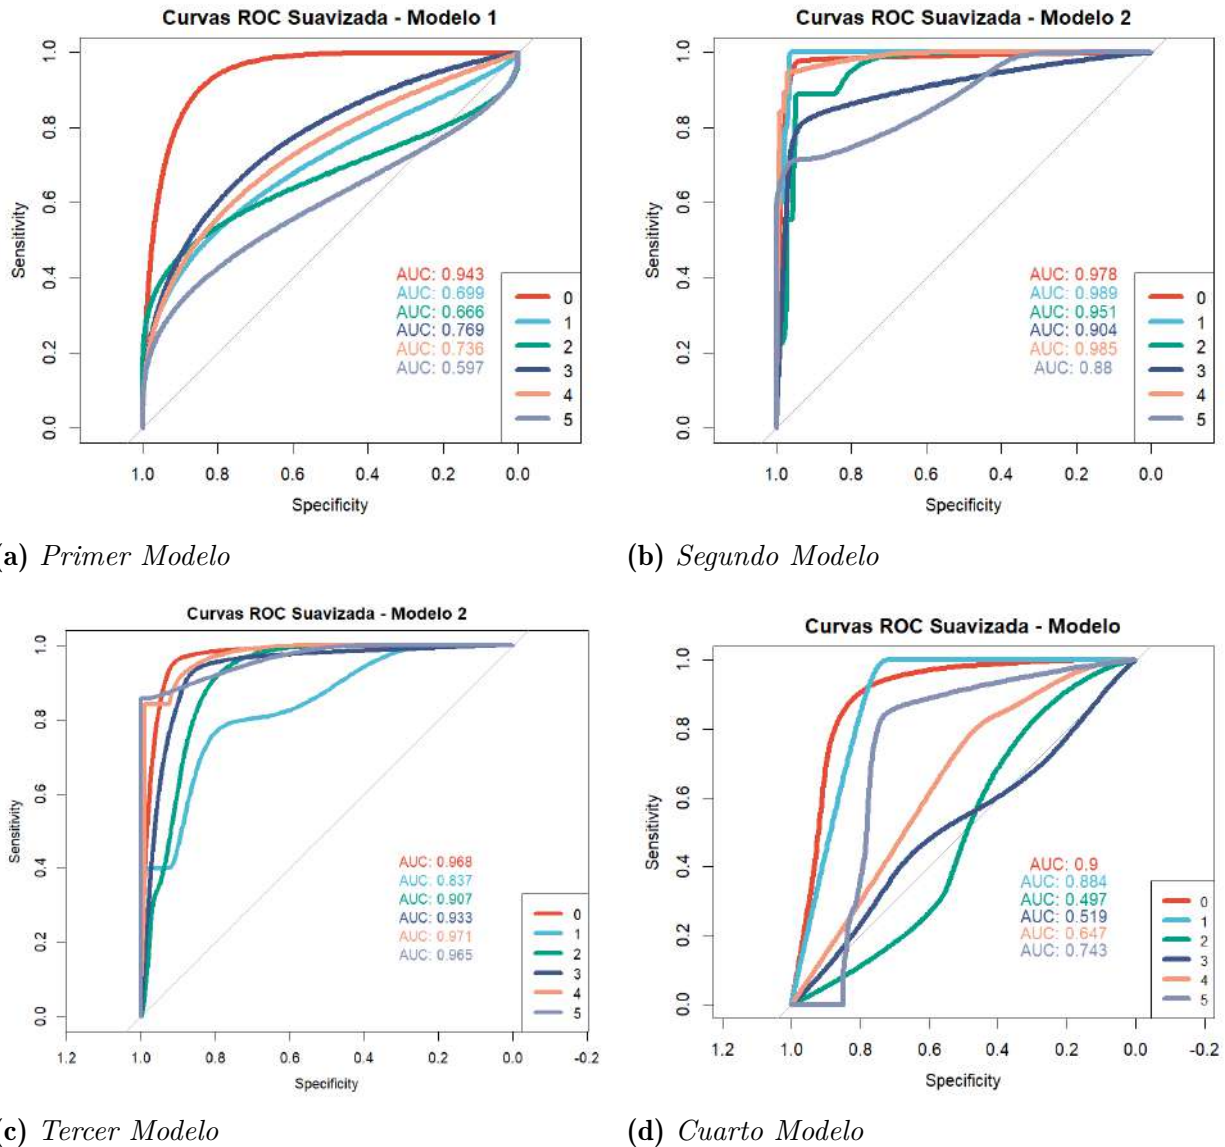 Curvas ROC Suavizada - Modelo 1
Sensitivity
1.0
0.8
0.6
0.4
0.2
0.0
AUC: 0.943
AUC: 0.699
AUC: 0.666
AUC: 0.769
AUC: 0.736
AUC: 0.597
0
1
2
3
4
5
1.0 0.8 0.6 0.4 0.2 0.0
Specificity
(a) Primer Modelo
Curvas ROC Suavizada - Modelo 2
Sensitivity
1.0
0.8
0.6
0.4
0.2
0.0
AUC: 0.978
AUC: 0.989
AUC: 0.951
AUC: 0.904
AUC: 0.985
AUC: 0.88
0
1
2
3
4
5
1.0 0.8 0.6 0.4 0.2 0.0
Specificity
(b) Segundo Modelo
Curvas ROC Suavizada - Modelo 2
Sensitivity
1.0
0.8
0.6
0.4
0.2
0.0
AUC: 0.968
AUC: 0.837
AUC: 0.907
AUC: 0.933
AUC: 0.971
AUC: 0.965
0
1
2
3
4
5
1.2 1.0 0.8 0.6 0.4 0.2 0.0 -0.2
Specificity
(c) Tercer Modelo
Curvas ROC Suavizada - Modelo
Sensitivity
1.0
0.8
0.6
0.4
0.2
0.0
AUC: 0.9
AUC: 0.884
AUC: 0.497
AUC: 0.519
AUC: 0.647
AUC: 0.743
0
1
2
3
4
5
1.2 1.0 0.8 0.6 0.4 0.2 0.0 -0.2
Specificity
(d) Cuarto Modelo